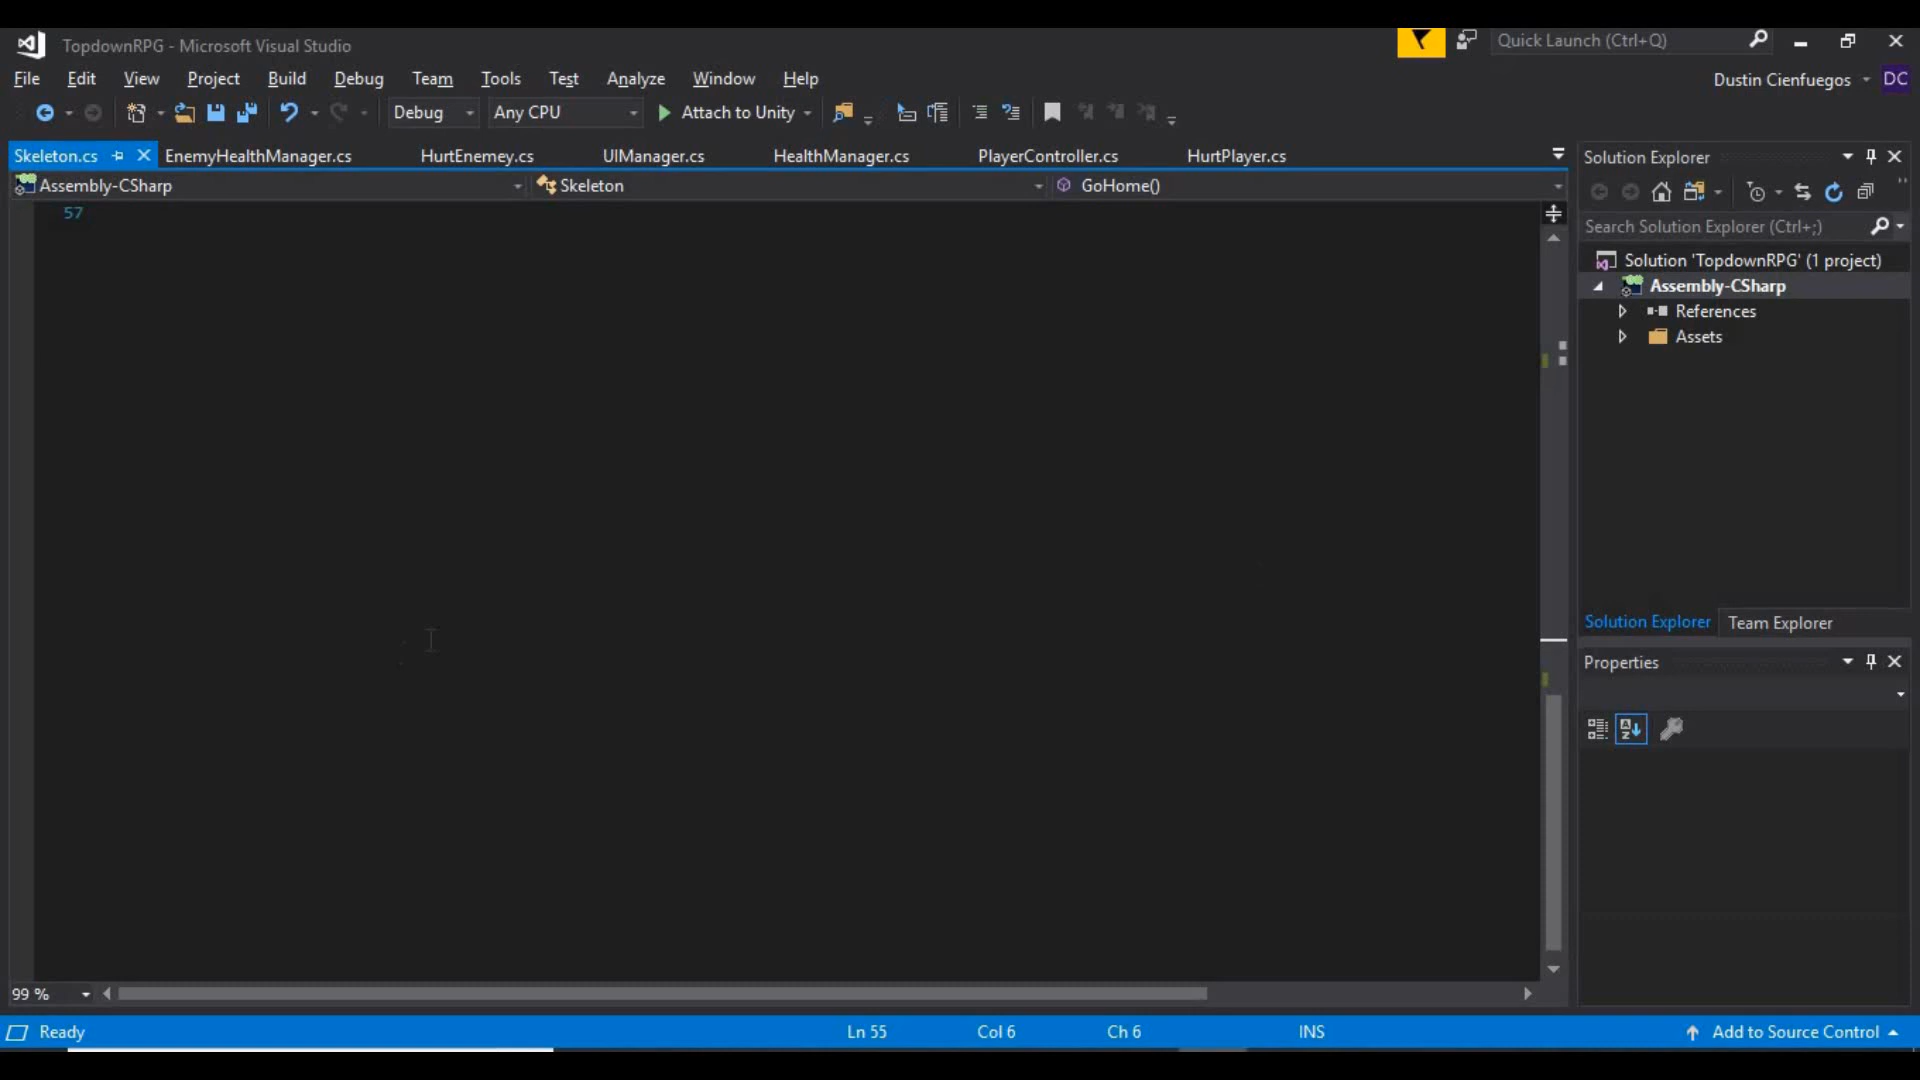 TopdownRPG - Microsoft Visual Studio
Quick Launch (Ctrl+Q)
File Edit View Project Build Debug Team Tools Test Analyze Window Help
Dustin Cienfuegos DC
Debug Any CPU Attach to Unity
Skeleton.cs EnemyHealthManager.cs HurtEnemey.cs UIManager.cs HealthManager.cs PlayerController.cs HurtPlayer.cs
Assembly-CSharp Skeleton GoHome()
57
Solution Explorer
Search Solution Explorer (Ctrl+;)
Solution 'TopdownRPG' (1 project)
Assembly-CSharp
References
Assets
Solution Explorer Team Explorer
Properties
99 %
Ready Ln 55 Col 6 Ch 6 INS Add to Source Control